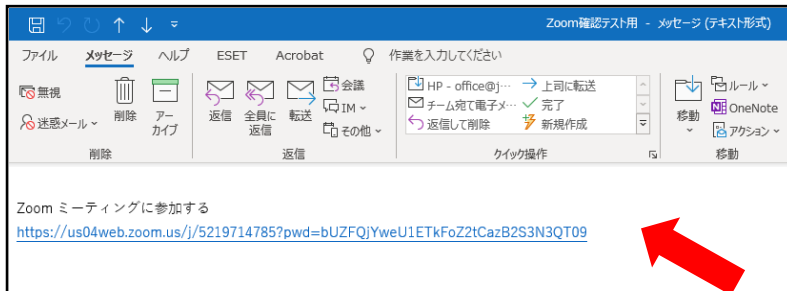 Zoom確認テスト用 - メッセージ (テキスト形式)
ファイル メッセージ ヘルプ ESET Acrobat 作業を入力してください
無視
迷惑メール
削除
アーカイブ
削除
返信
全員に返信
転送
会議
IM
その他
返信
HP - office@j…
チーム宛て電子メ…
返信して削除
上司に転送
完了
新規作成
クイック操作
移動
ルール
OneNote
アクション
移動
Zoom ミーティングに参加する
https://us04web.zoom.us/j/5219714785?pwd=bUZFQjYweU1ETkFoZ2tCazB2S3N3QT09